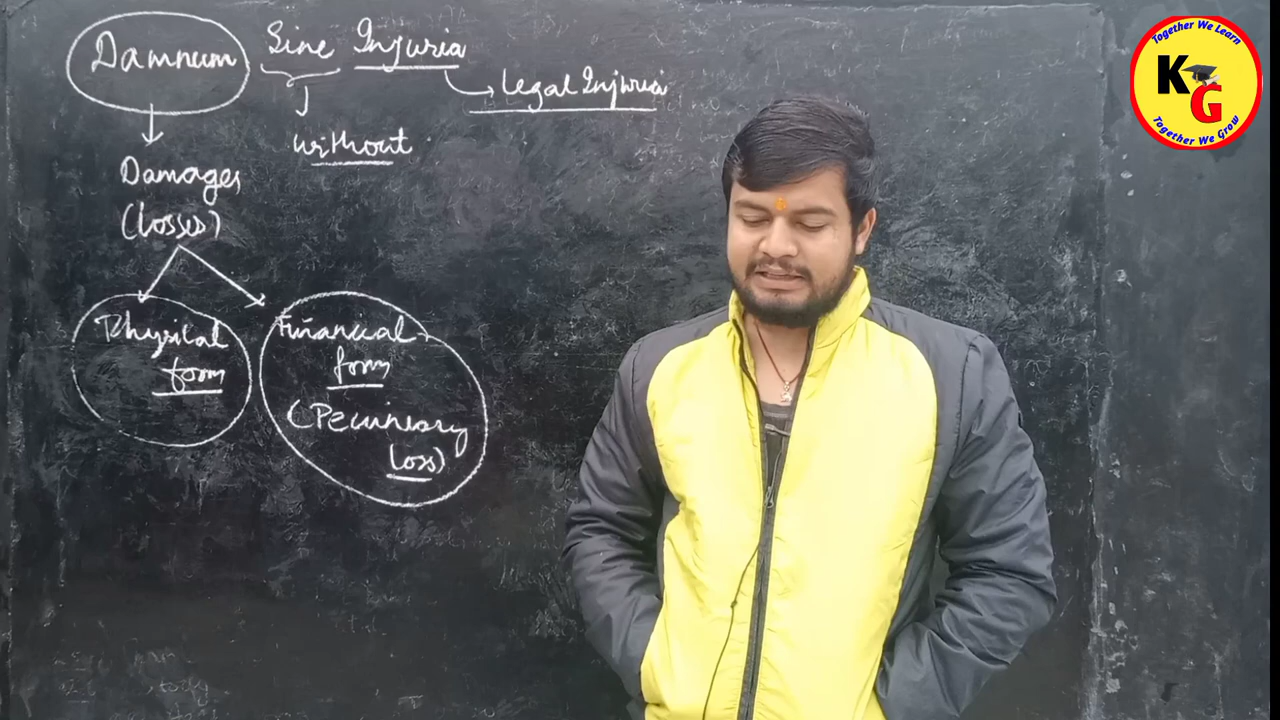 Damnum Sine Injuria
Legal Injuria
without
Damages
(losses)
Physical
form
Financial
form
(Pecuniary
loss)
Together We Learn
KG
Together We Grow